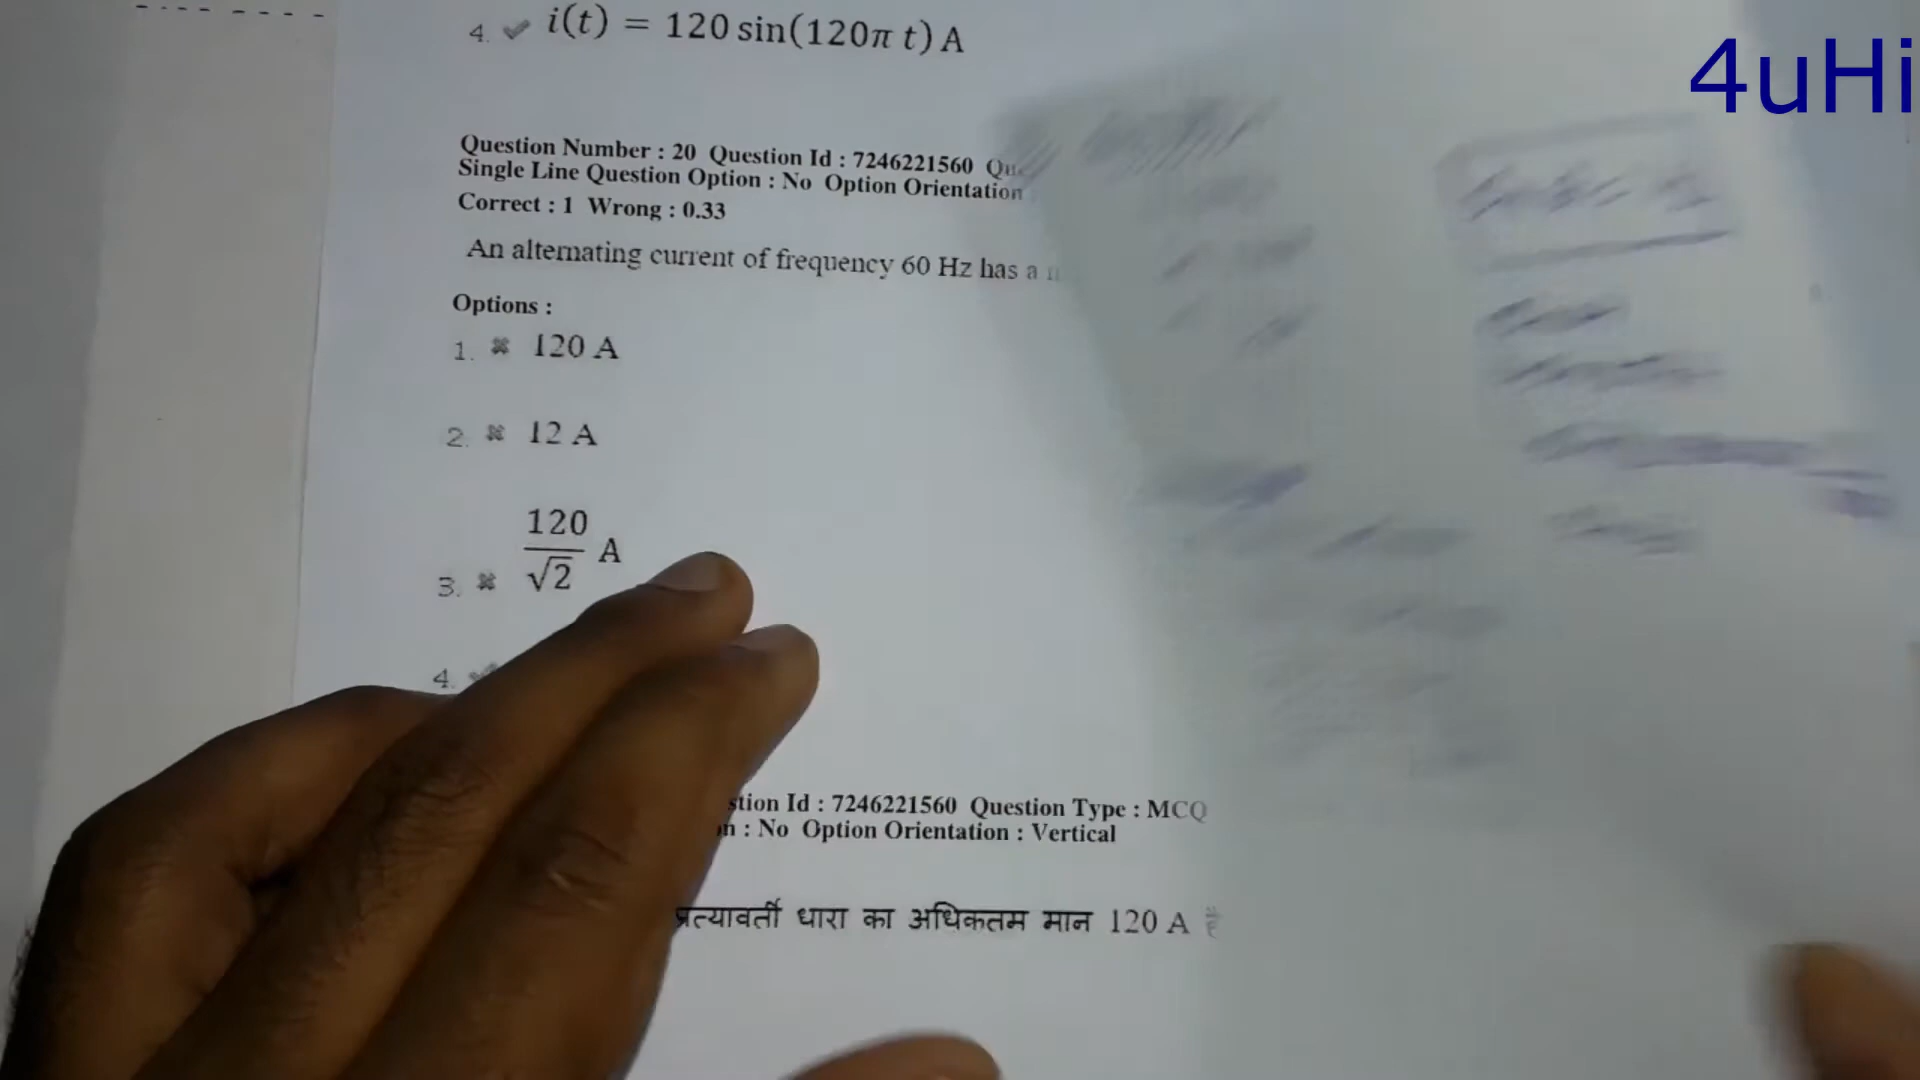 4uHi
4. i(t) = 120 sin(120π t) A
Question Number : 20 Question Id : 7246221560
Single Line Question Option : No Option Orientation
Correct : 1 Wrong : 0.33
An alternating current of frequency 60 Hz has a
Options :
1. 120 A
2. 12 A
3. 120/√2 A
4.
Id : 7246221560 Question Type : MCQ
: No Option Orientation : Vertical
प्रत्यावर्ती धारा का अधिकतम मान 120 A है